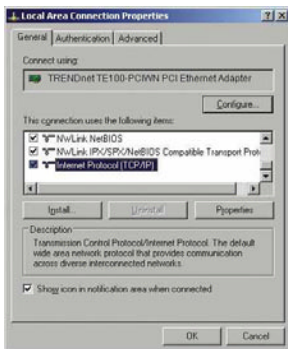 Local Area Connection Properties
General Authentication Advanced
Connect using:
TRENDnet TE100-PCIWN PCI Ethernet Adapter
Configure...
This connection uses the following items:
NWLink NetBIOS
NWLink IPX/SPX/NetBIOS Compatible Transport Prot
Internet Protocol (TCP/IP)
Install... Uninstall Properties
Description
Transmission Control Protocol/Internet Protocol. The default
wide area network protocol that provides communication
across diverse interconnected networks.
Show icon in notification area when connected
OK Cancel